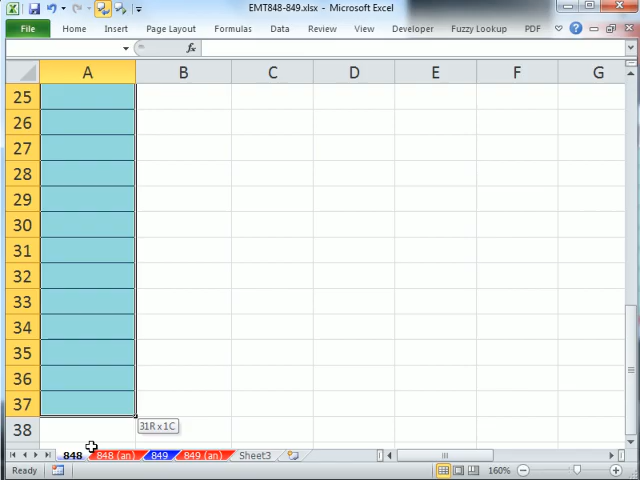 EMT848-849.xlsx - Microsoft Excel
File Home Insert Page Layout Formulas Data Review View Developer Fuzzy Lookup PDF
fx
A B C D E F G
25
26
27
28
29
30
31
32
33
34
35
36
37
31R x 1C
38
848 848 (an) 849 849 (an) Sheet3
Ready 160%